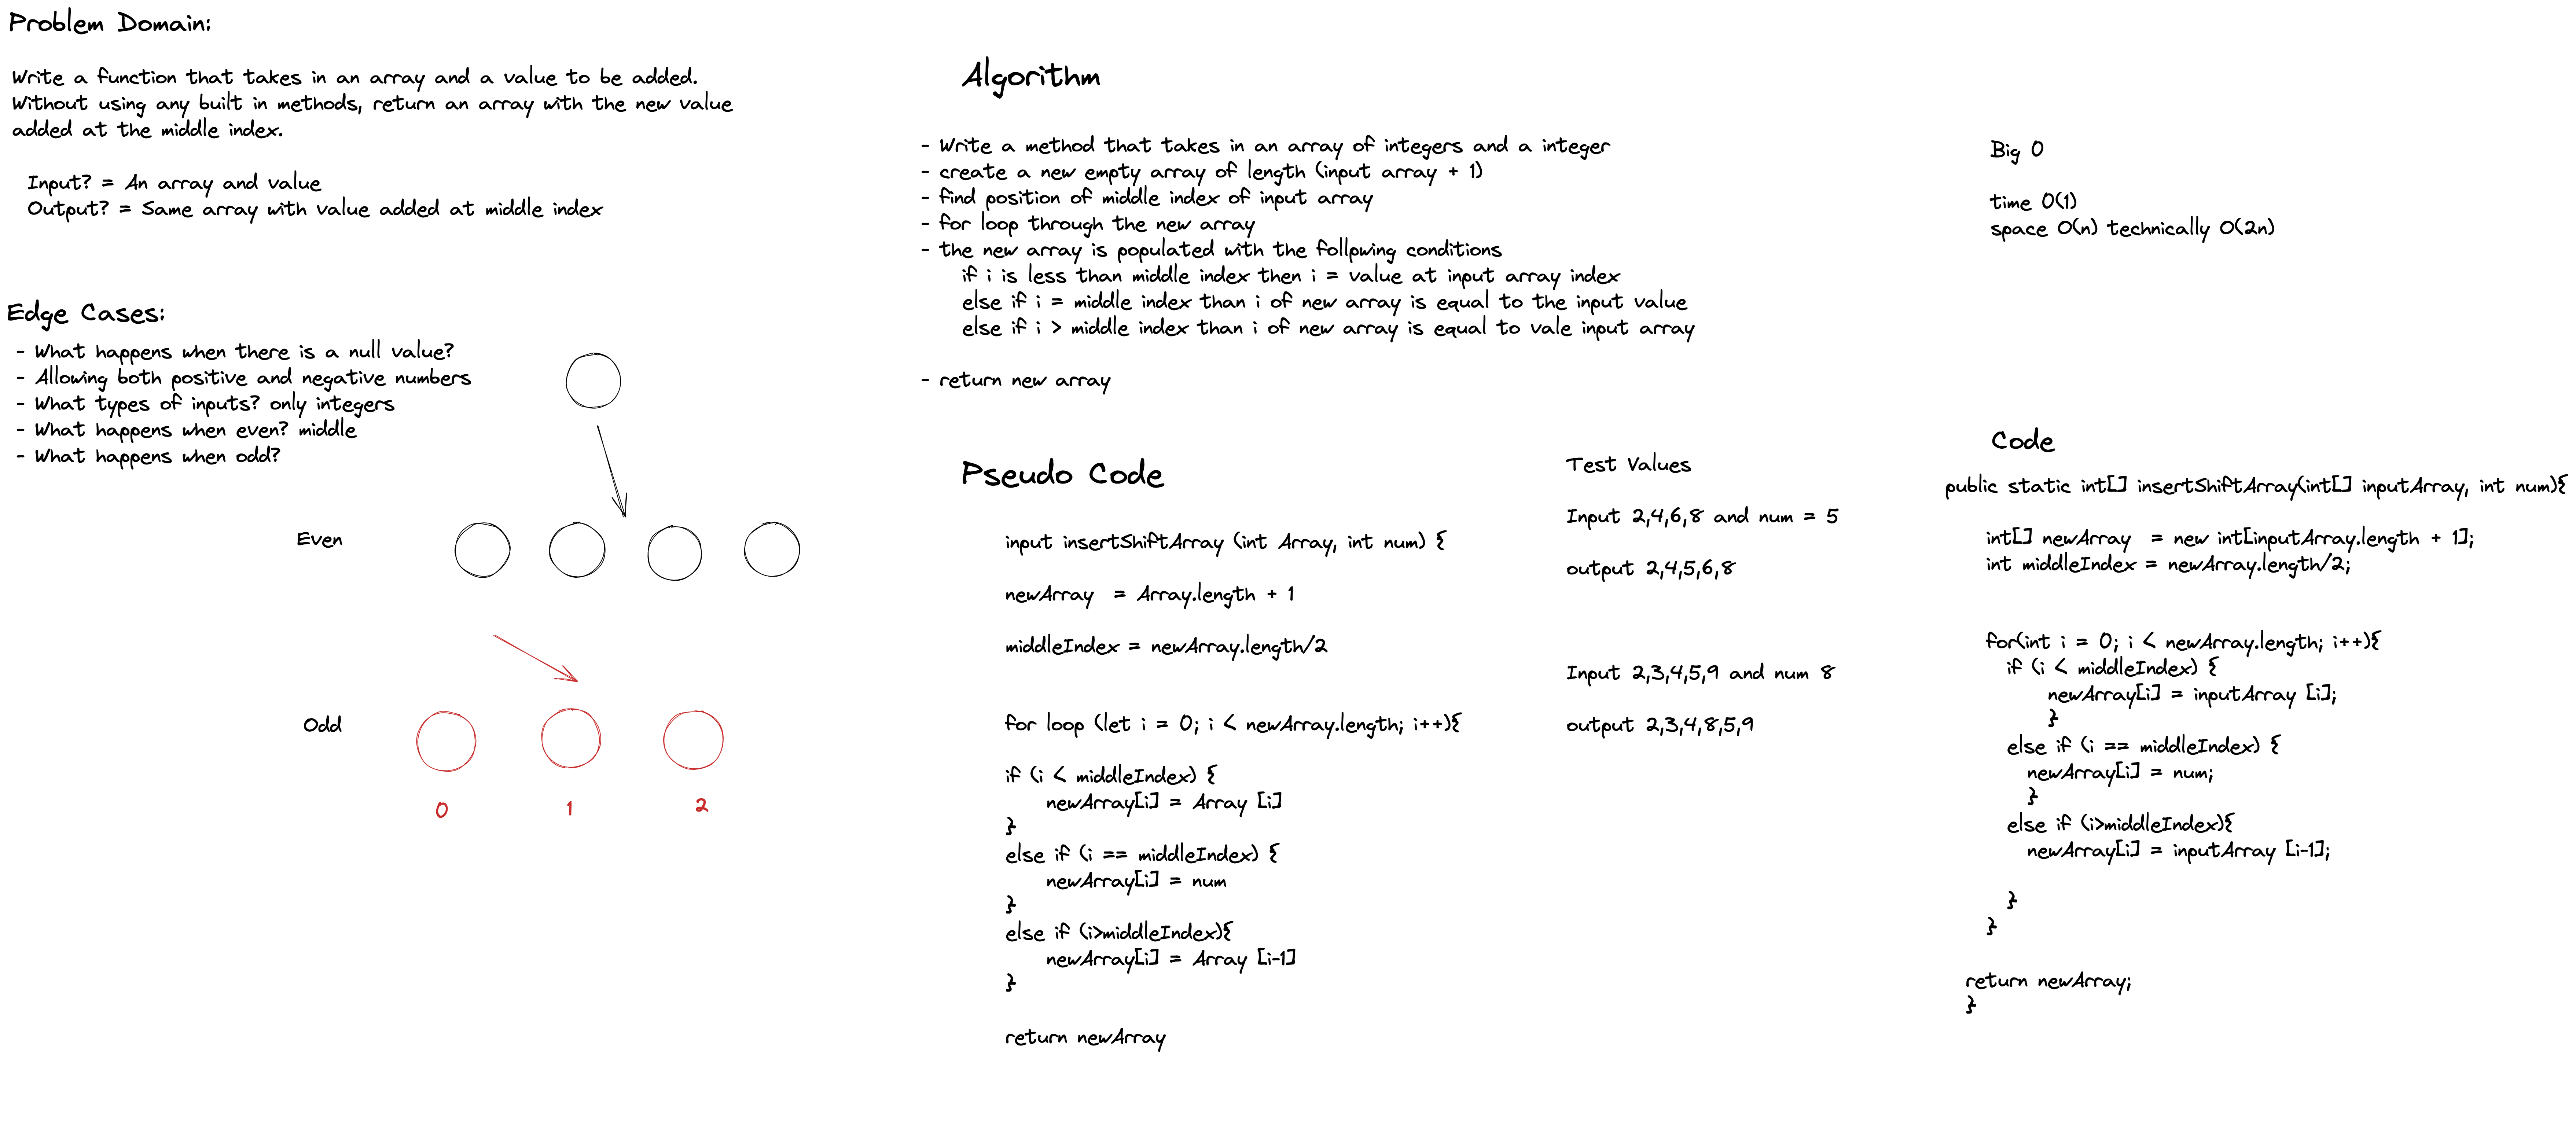 Problem Domain:
Write a function that takes in an array and a value to be added.
Without using any built in methods, return an array with the new value
added at the middle index.
Input? = An array and value
Output? = Same array with value added at middle index
Edge Cases:
- What happens when there is a null value?
- Allowing both positive and negative numbers
- What types of inputs? only integers
- What happens when even? middle
- What happens when odd?
Even
Odd
0 1 2
Algorithm
- Write a method that takes in an array of integers and a integer
- create a new empty array of length (input array + 1)
- find position of middle index of input array
- for loop through the new array
- the new array is populated with the follpwing conditions
if i is less than middle index then i = value at input array index
else if i = middle index than i of new array is equal to the input value
else if i > middle index than i of new array is equal to vale input array
- return new array
Pseudo Code
input insertShiftArray (int Array, int num) {
newArray = Array.length + 1
middleIndex = newArray.length/2
for loop (let i = 0; i < newArray.length; i++){
if (i < middleIndex) {
newArray[i] = Array [i]
}
else if (i == middleIndex) {
newArray[i] = num
}
else if (i>middleIndex){
newArray[i] = Array [i-1]
}
return newArray
Test Values
Input 2,4,6,8 and num = 5
output 2,4,5,6,8
Input 2,3,4,5,9 and num 8
output 2,3,4,8,5,9
Big O
time O(1)
space O(n) technically O(2n)
Code
public static int[] insertShiftArray(int[] inputArray, int num){
int[] newArray = new int[inputArray.length + 1];
int middleIndex = newArray.length/2;
for(int i = 0; i < newArray.length; i++){
if (i < middleIndex) {
newArray[i] = inputArray [i];
}
else if (i == middleIndex) {
newArray[i] = num;
}
else if (i>middleIndex){
newArray[i] = inputArray [i-1];
}
}
return newArray;
}